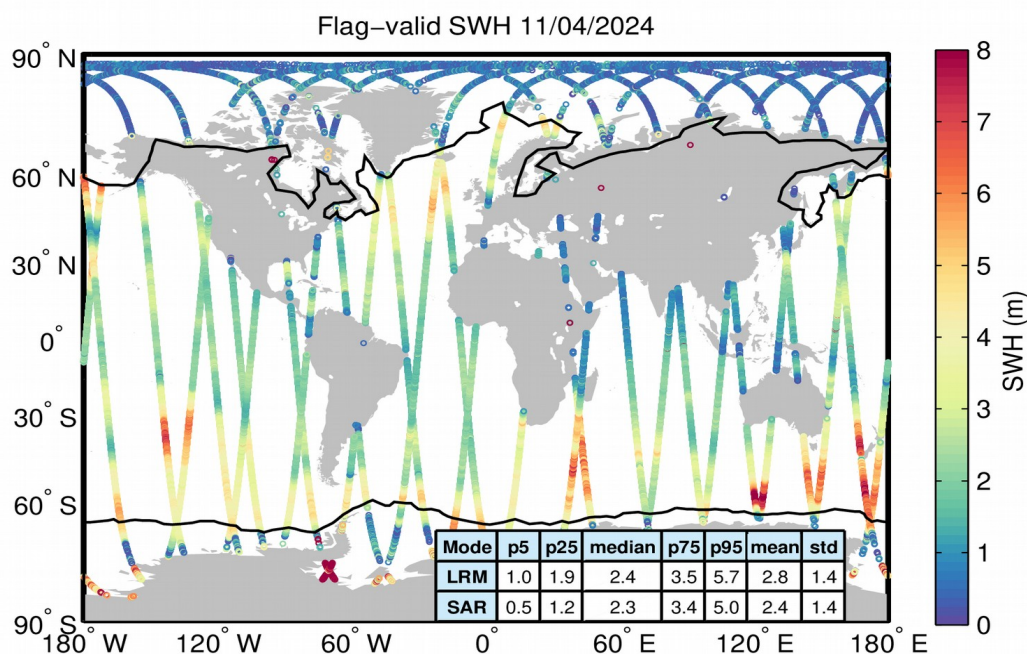 Flag−valid SWH 11/04/2024
90° N
60° N
30° N
0°
30° S
60° S
90° S
180° W 120° W 60° W 0° 60° E 120° E 180° E
8
7
6
5
4
3
2
1
0
SWH (m)
Mode p5 p25 median p75 p95 mean std
LRM 1.0 1.9 2.4 3.5 5.7 2.8 1.4
SAR 0.5 1.2 2.3 3.4 5.0 2.4 1.4